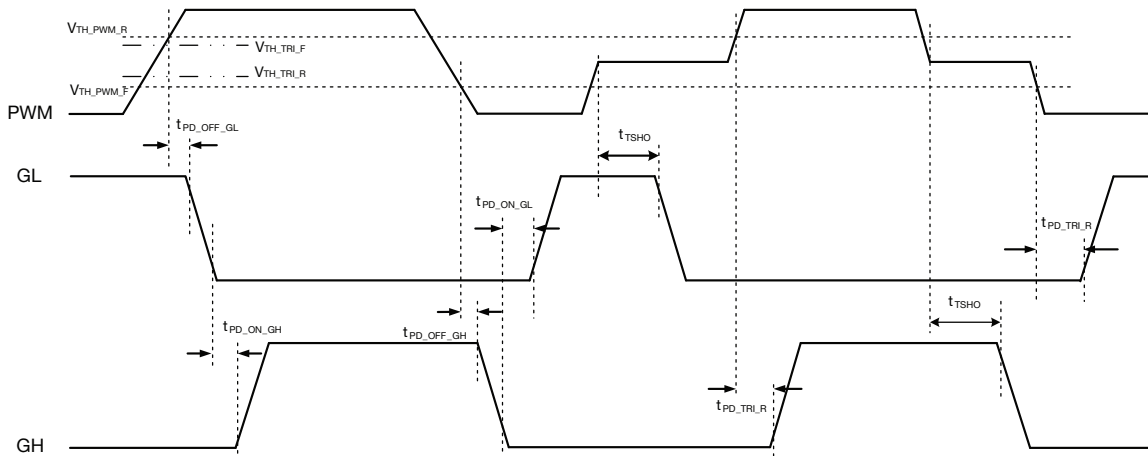 VTH_PWM_R
VTH_TRI_F
VTH_TRI_R
VTH_PWM_F
PWM
tPD_OFF_GL
tTSHO
GL
tPD_ON_GL
tPD_TRI_R
tTSHO
tPD_ON_GH
tPD_OFF_GH
tPD_TRI_R
GH